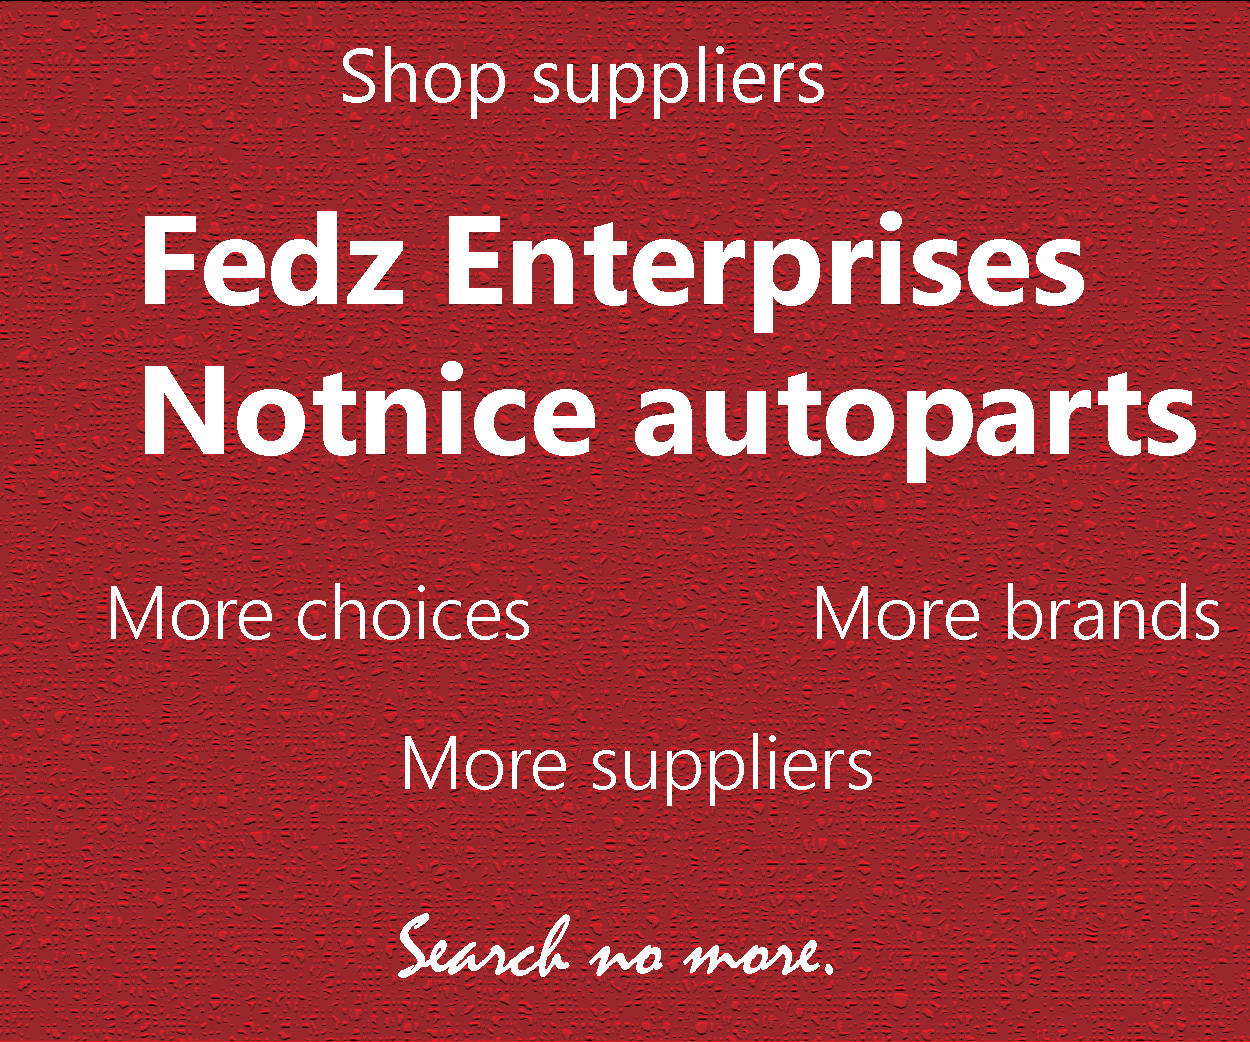 Shop suppliers
Fedz Enterprises
Notnice autoparts
More choices More brands
More suppliers
Search no more.